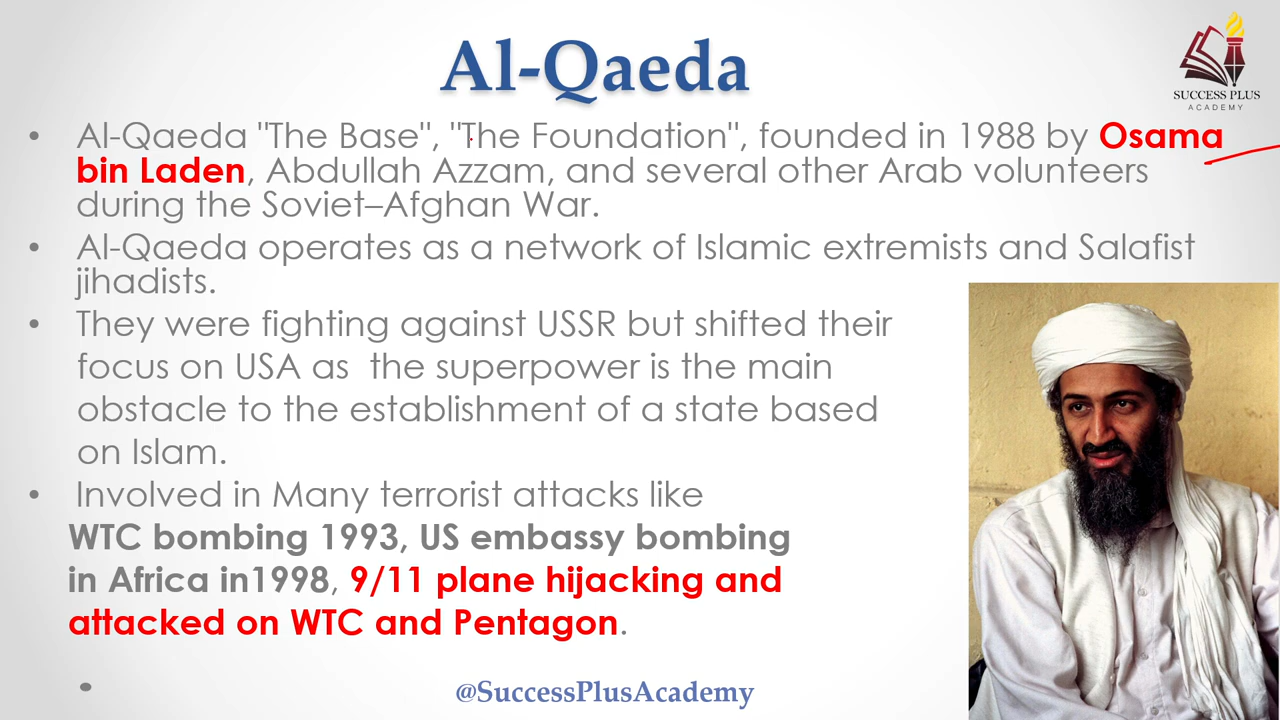 Al-Qaeda
SUCCESS PLUS
ACADEMY
• Al-Qaeda "The Base", "The Foundation", founded in 1988 by Osama
bin Laden, Abdullah Azzam, and several other Arab volunteers
during the Soviet–Afghan War.
• Al-Qaeda operates as a network of Islamic extremists and Salafist
jihadists.
• They were fighting against USSR but shifted their
focus on USA as  the superpower is the main
obstacle to the establishment of a state based
on Islam.
• Involved in Many terrorist attacks like
WTC bombing 1993, US embassy bombing
in Africa in1998, 9/11 plane hijacking and
attacked on WTC and Pentagon.
•
@SuccessPlusAcademy